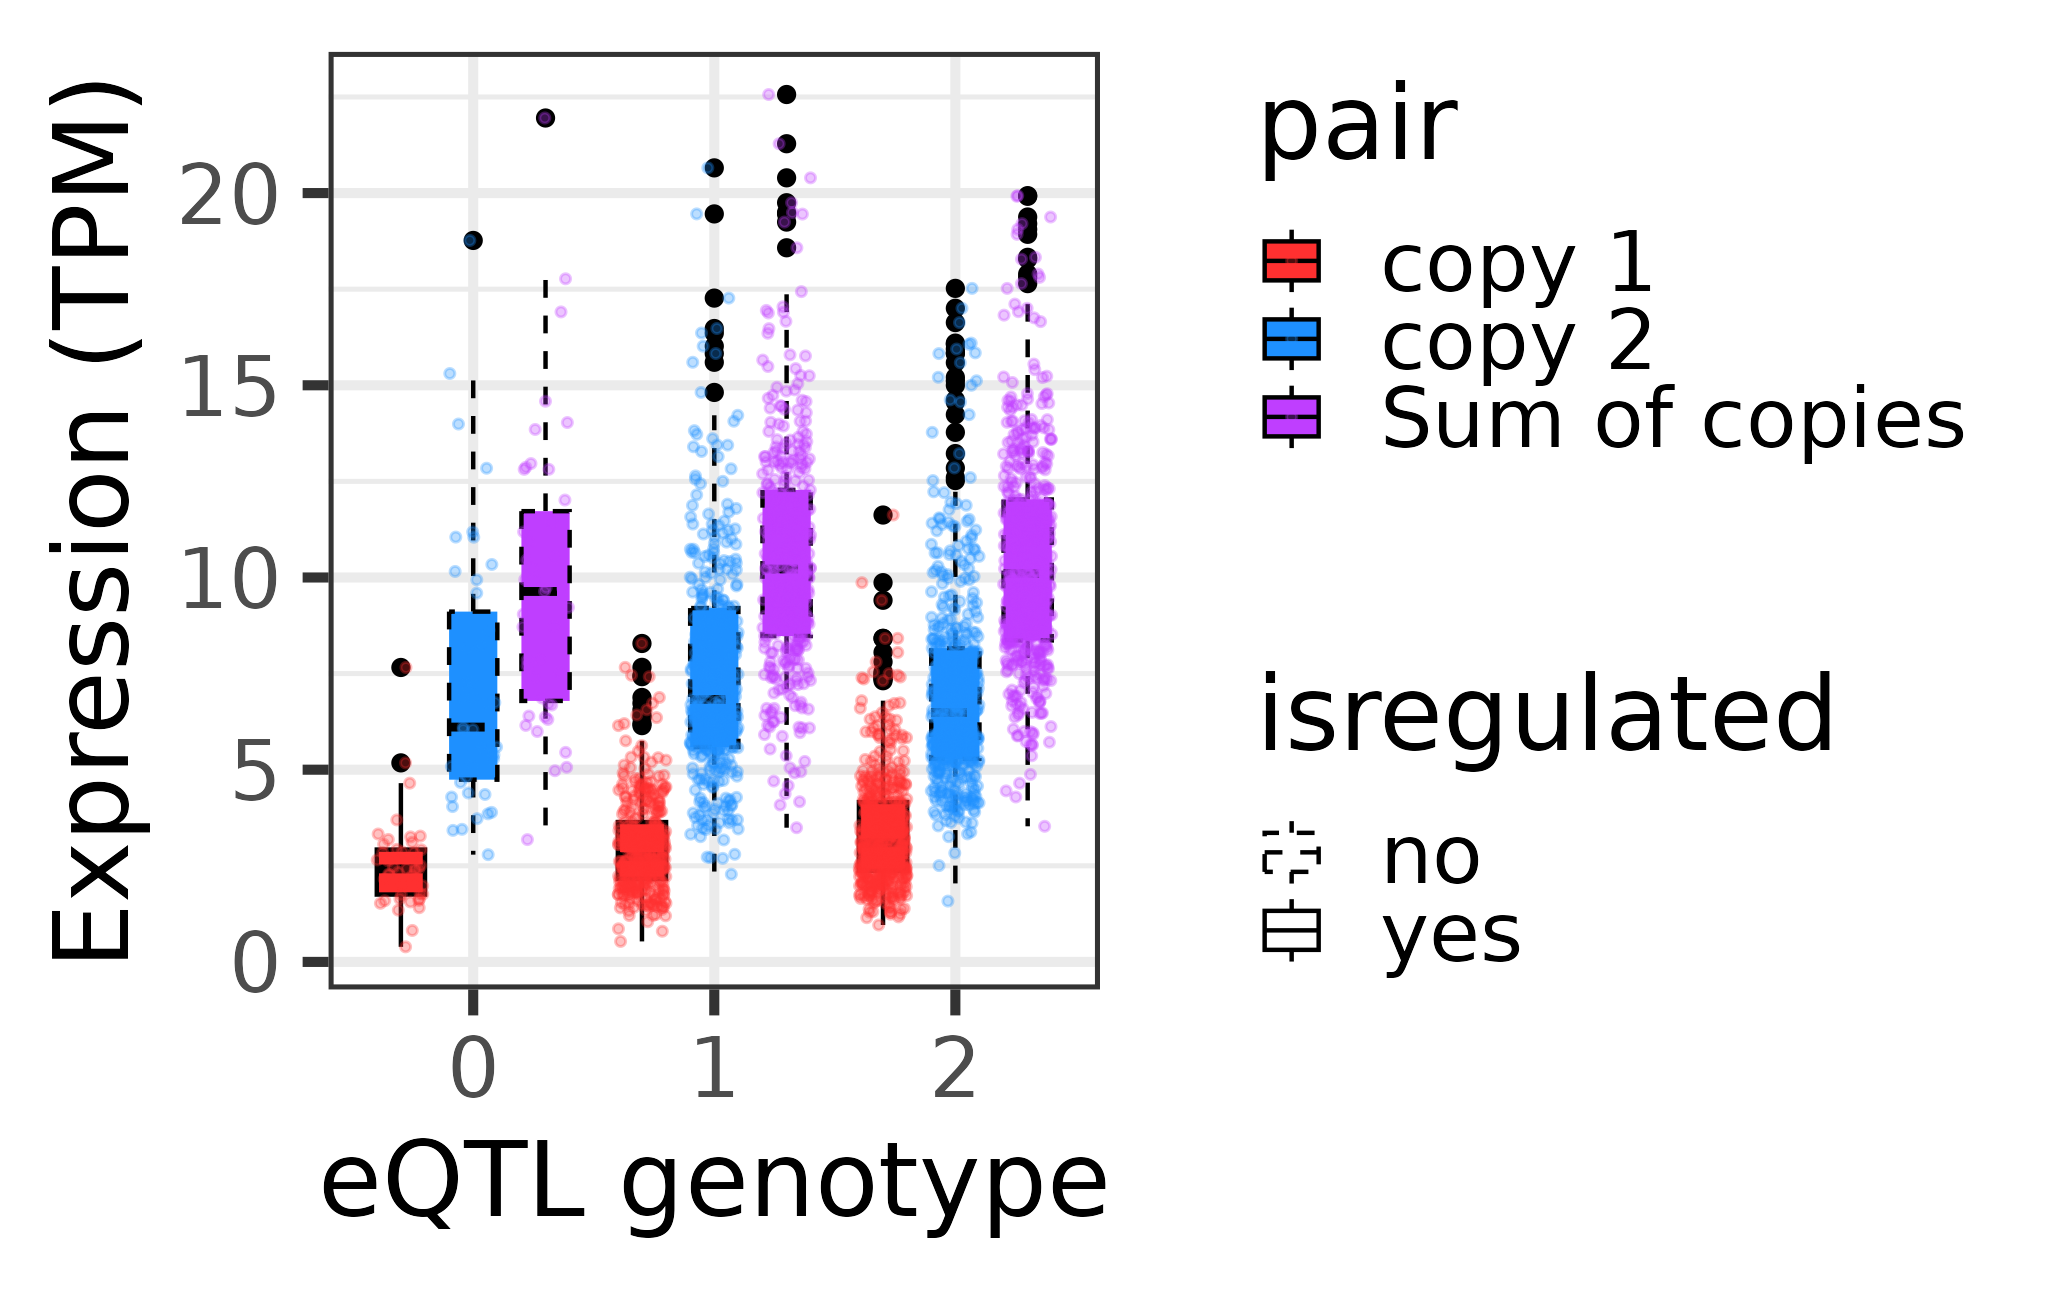 Expression (TPM)
20
15
10
5
0
0 1 2
eQTL genotype
pair
copy 1
copy 2
Sum of copies
isregulated
no
yes